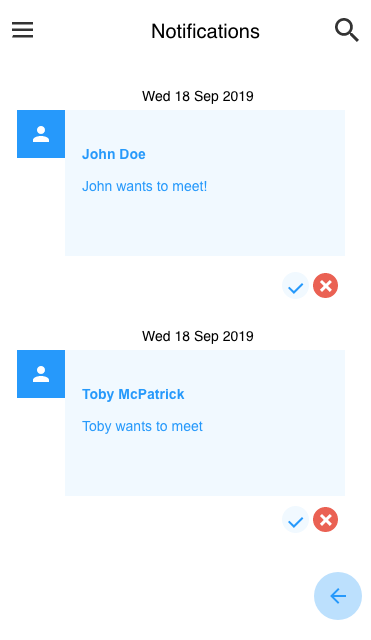 Notifications
Wed 18 Sep 2019
John Doe
John wants to meet!
Wed 18 Sep 2019
Toby McPatrick
Toby wants to meet